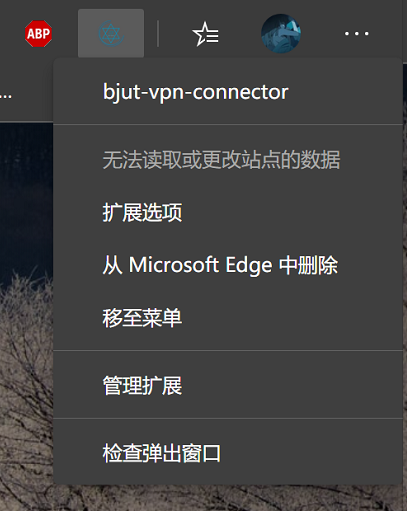 ABP
...
bjut-vpn-connector
无法读取或更改站点的数据
扩展选项
从 Microsoft Edge 中删除
移至菜单
管理扩展
检查弹出窗口